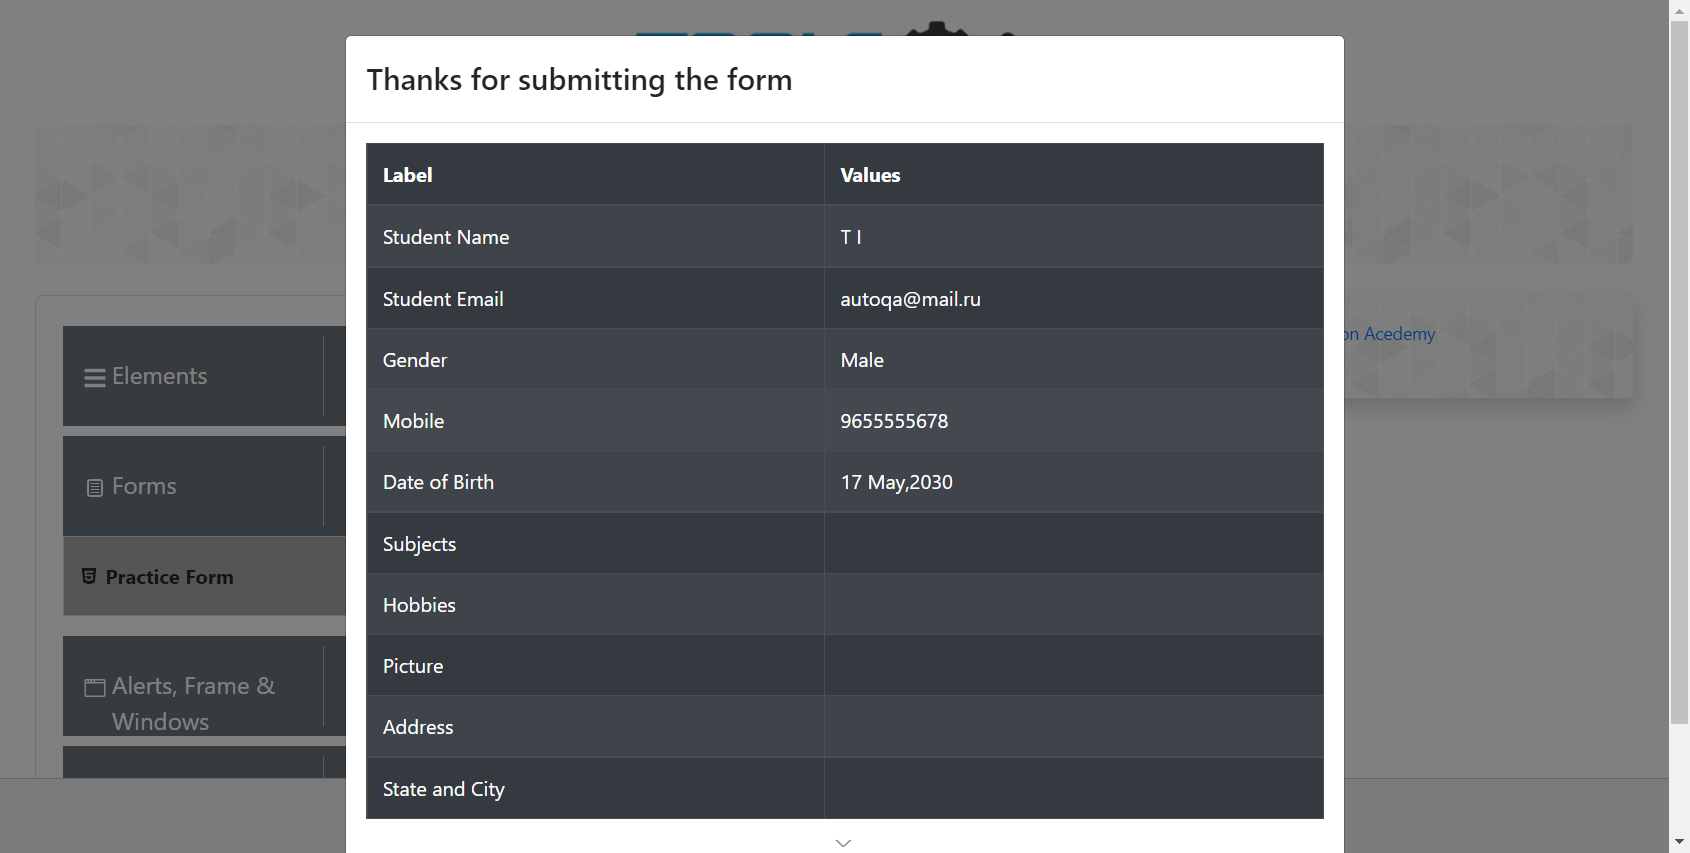 Thanks for submitting the form
Label Values
Student Name T I
Student Email autoqa@mail.ru
Gender Male
Mobile 9655555678
Date of Birth 17 May,2030
Subjects
Hobbies
Picture
Address
State and City
Elements
Forms
Practice Form
Alerts, Frame &
Windows
on Acedemy